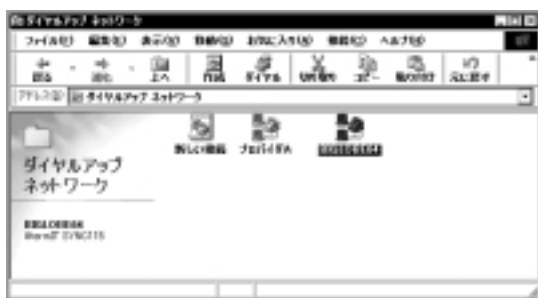 ダイヤルアップ ネットワーク
ファイル(F) 編集(E) 表示(V) 移動(G) お気に入り(A) 接続(C) ヘルプ(H)
戻る 進む 上へ 作成 ダイヤル 切り取り コピー 貼り付け 元に戻す
アドレス(D) ダイヤルアップ ネットワーク
新しい接続 プロバイダA
ダイヤルアップ
ネットワーク